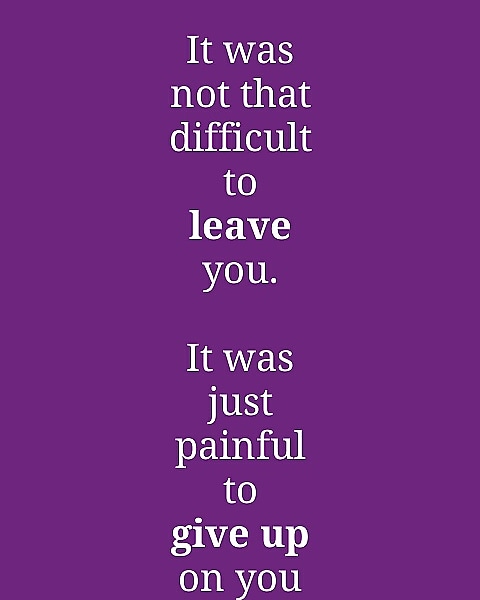 It was
not that
difficult
to
leave
you.
It was
just
painful
to
give up
on you